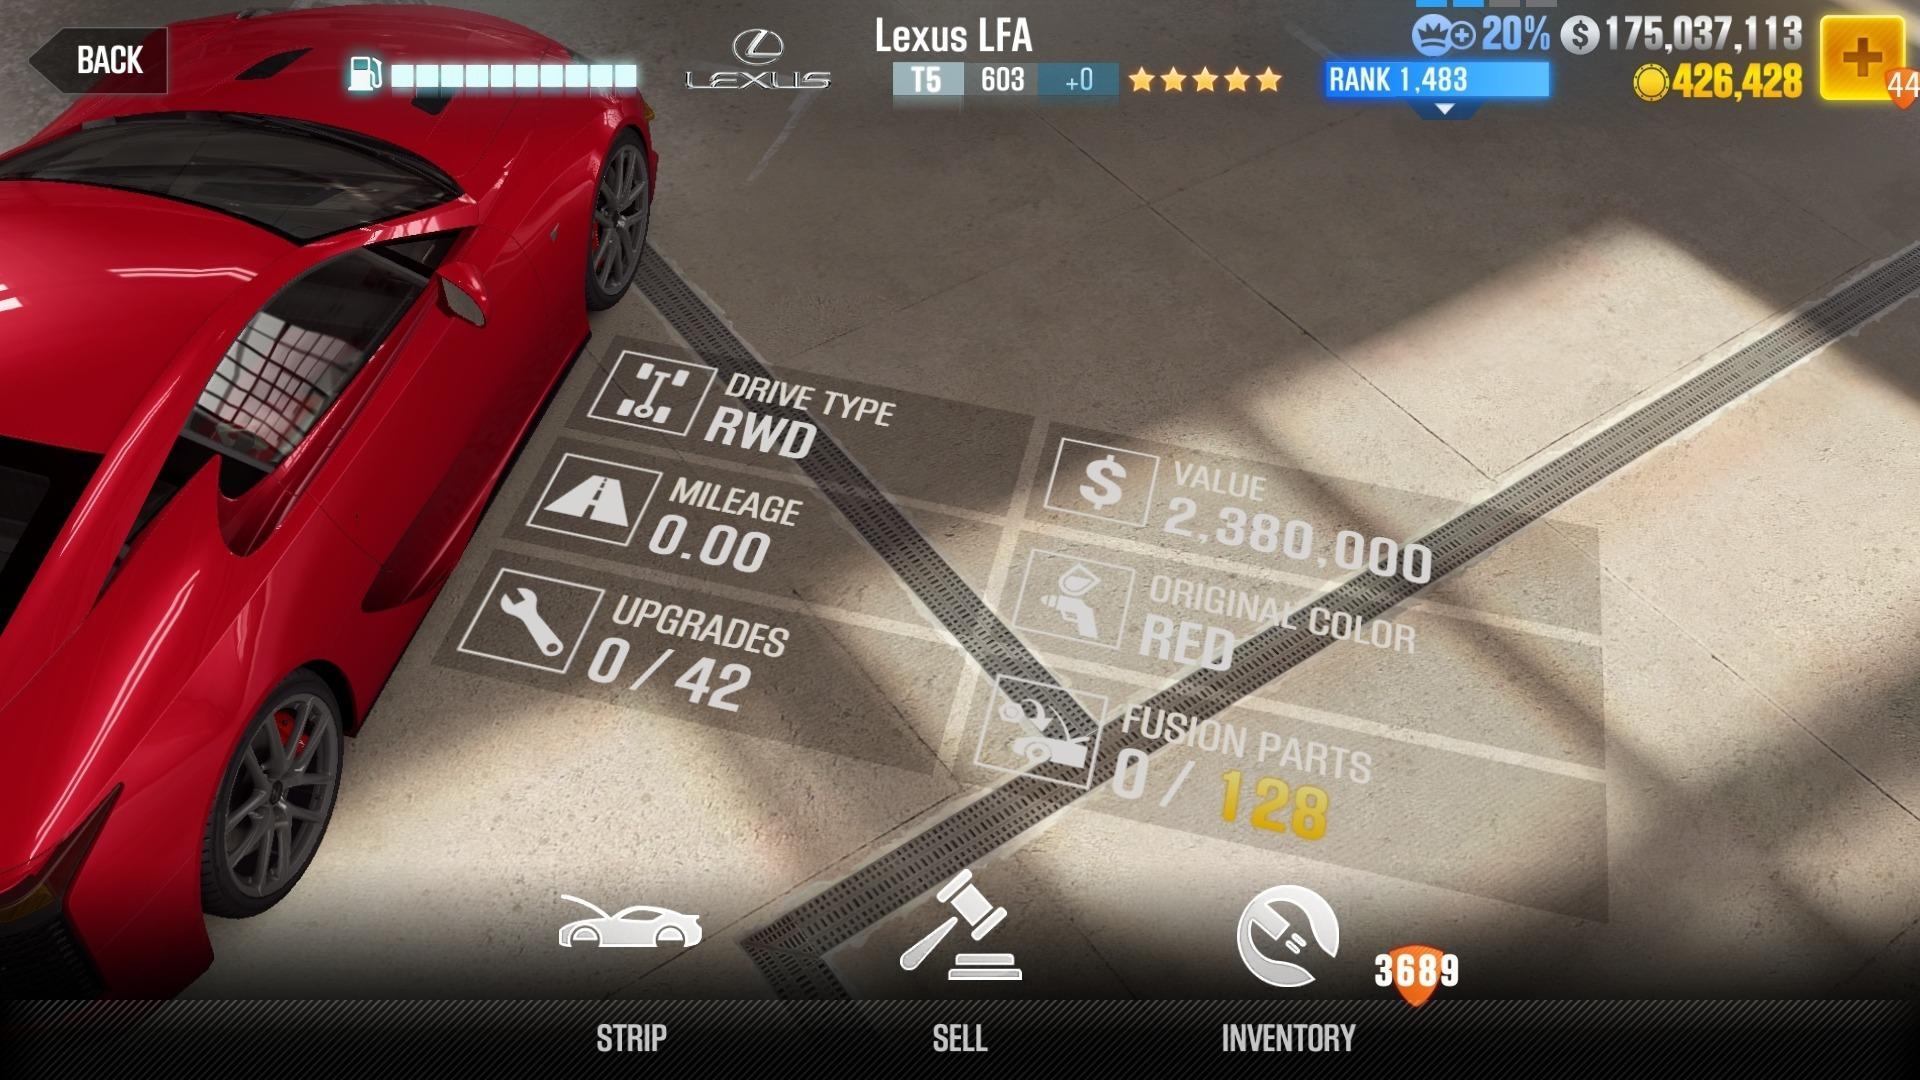 BACK
LEXUS
Lexus LFA
T5 603 +0
20%
RANK 1,483
175,037,113
426,428
44
DRIVE TYPE
RWD
MILEAGE
0.00
UPGRADES
0/42
VALUE
2,380,000
ORIGINAL COLOR
RED
FUSION PARTS
0/128
3689
STRIP
SELL
INVENTORY